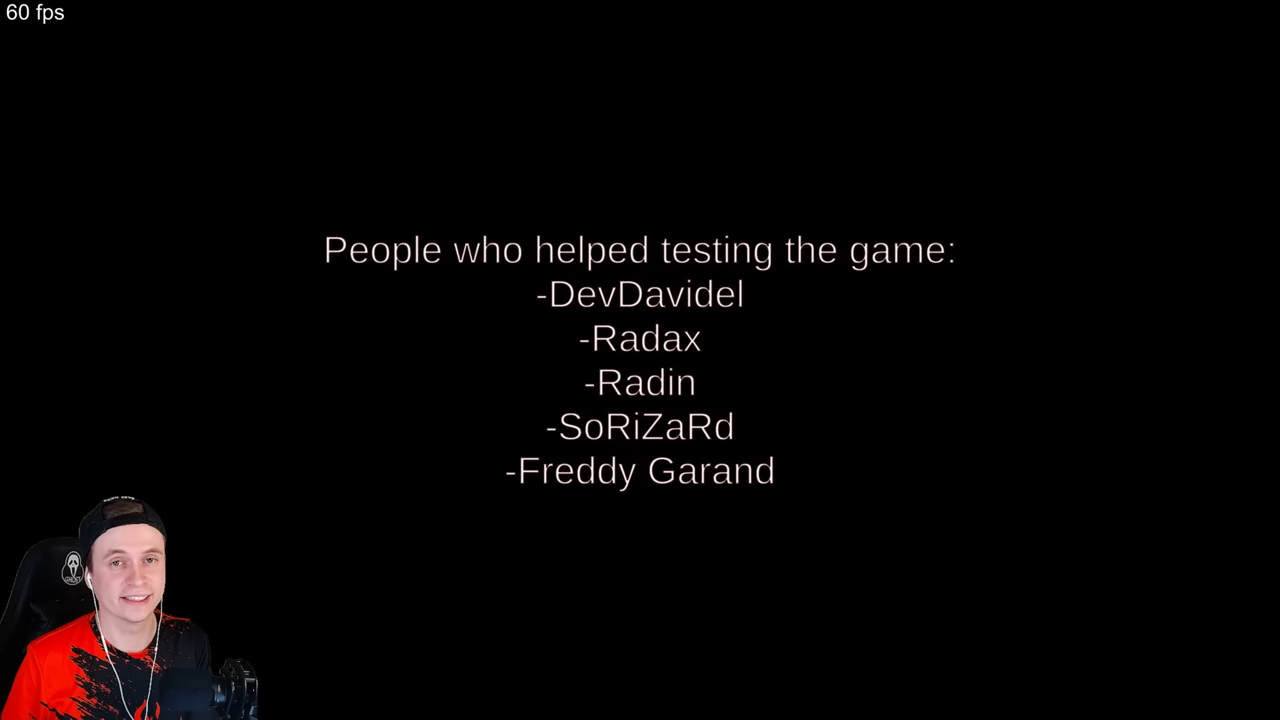 60 fps
People who helped testing the game:
-DevDavidel
-Radax
-Radin
-SoRiZaRd
-Freddy Garand